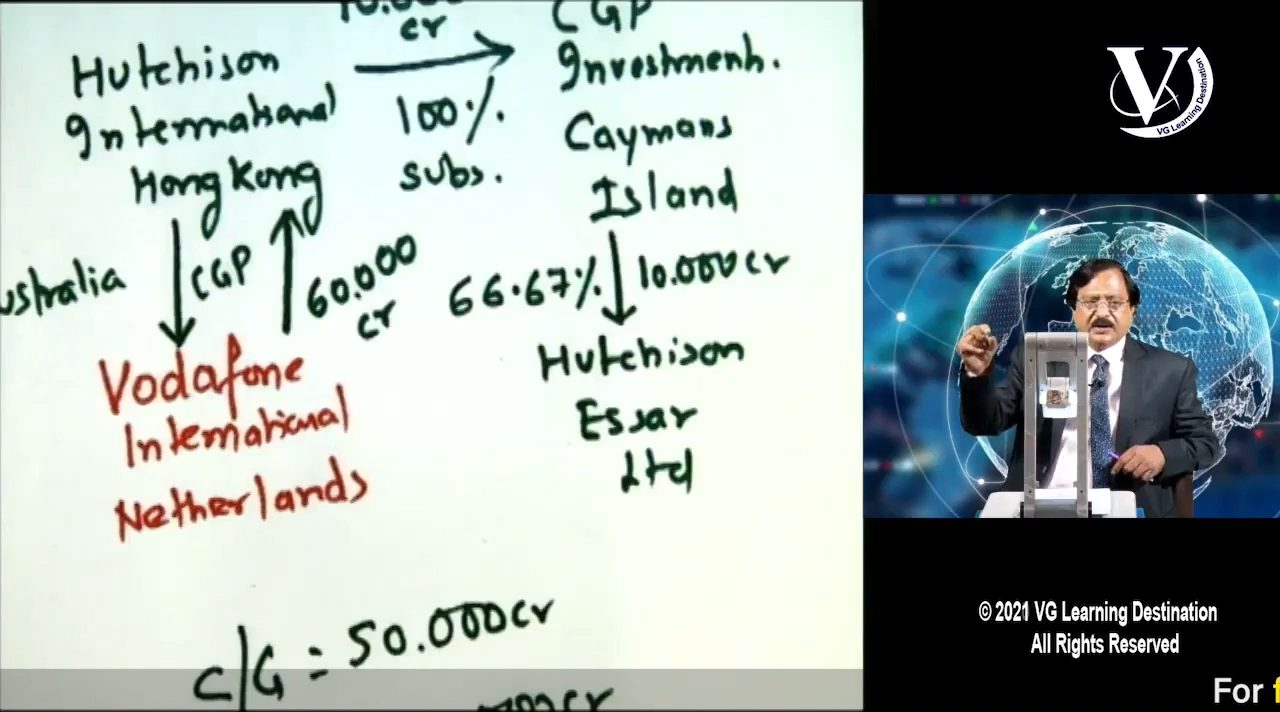 10.000
cr
CGP
Hutchison
International
Hong Kong
100%
subs.
Investment.
Caymans
Island
ustralia
CGP
60.000
cr
66.67%
10.000cr
Vodafone
International
Netherlands
Hutchison
Essar
Ltd
C/G = 50.000cr
V
VG Learning Destination
© 2021 VG Learning Destination
All Rights Reserved
For